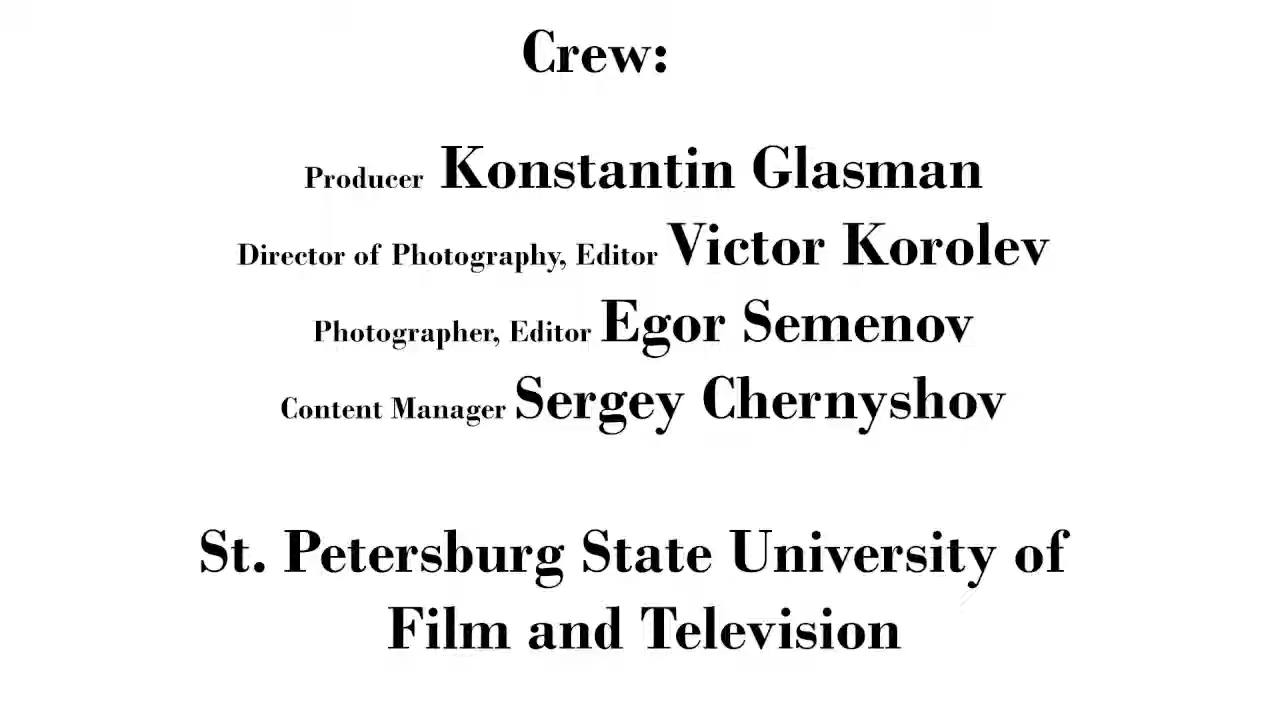 Crew:
Producer Konstantin Glasman
Director of Photography, Editor Victor Korolev
Photographer, Editor Egor Semenov
Content Manager Sergey Chernyshov
St. Petersburg State University of
Film and Television